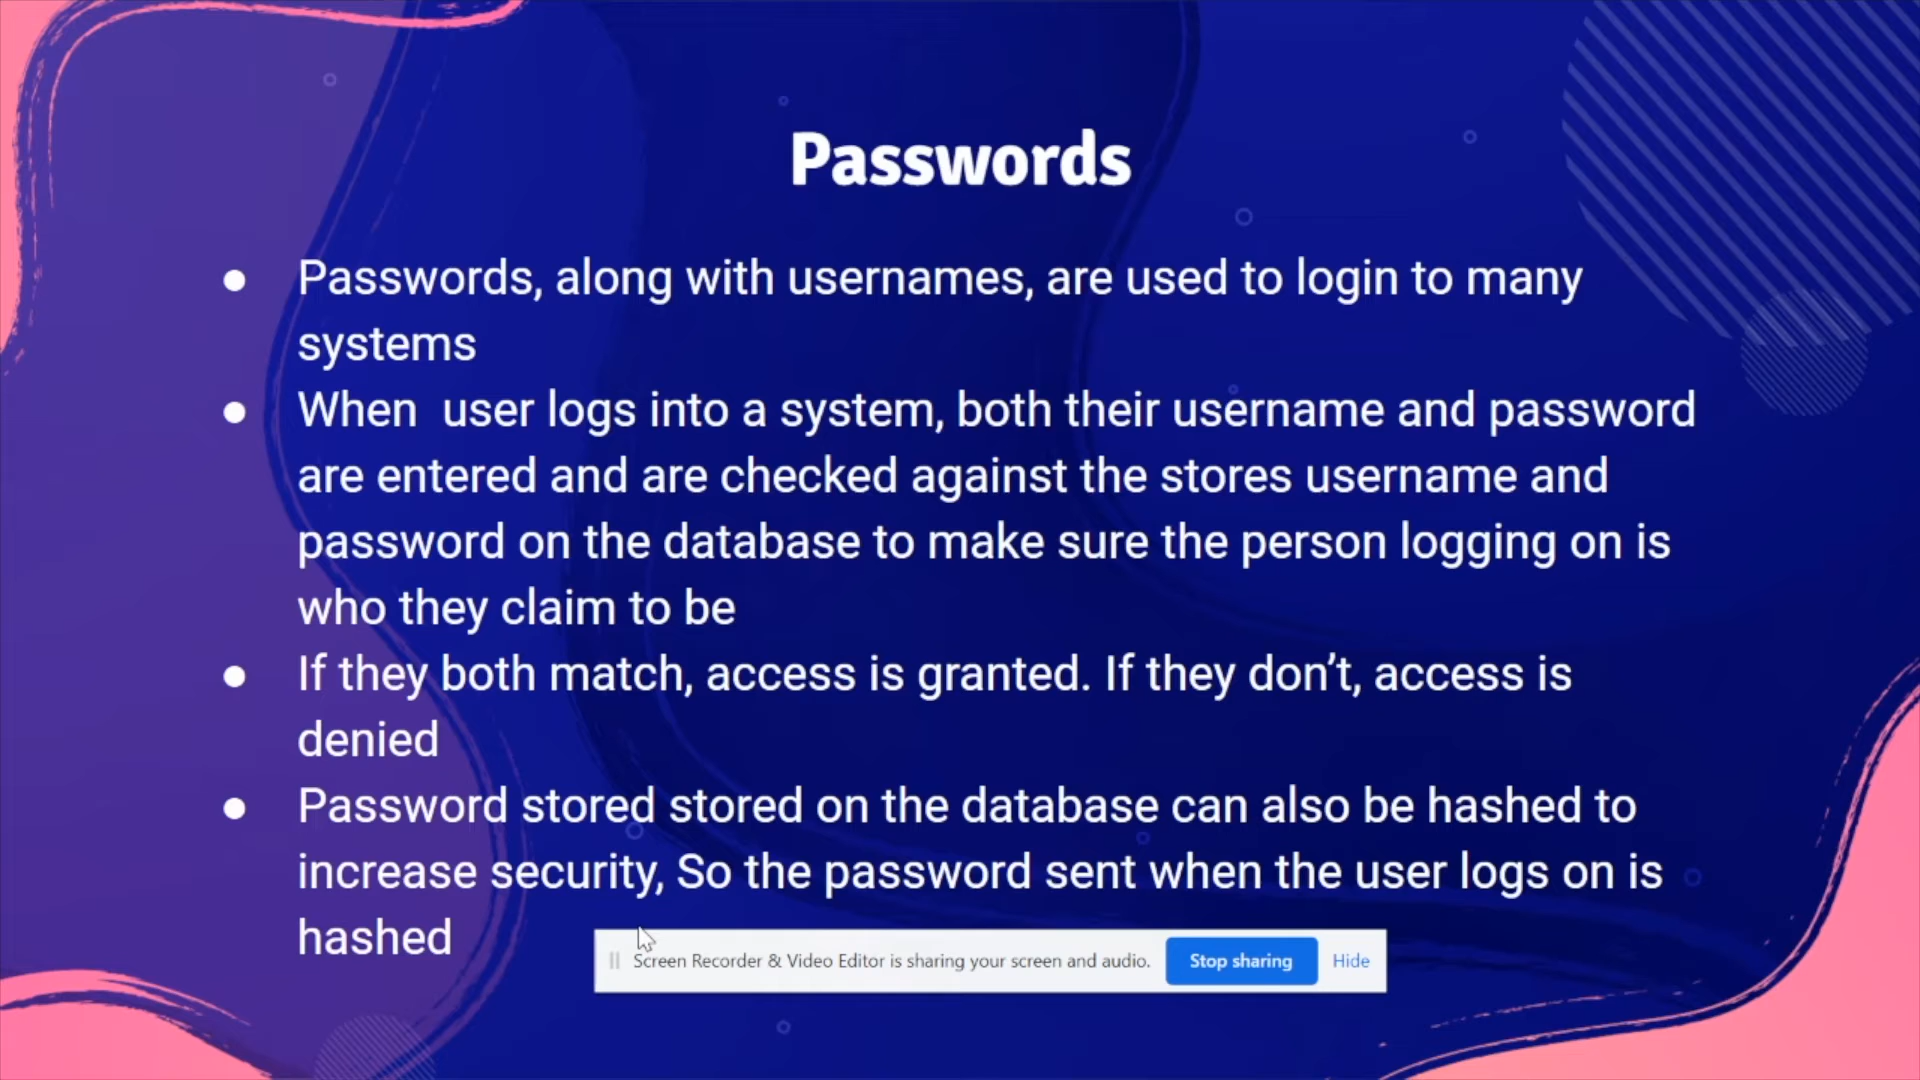 Passwords
● Passwords, along with usernames, are used to login to many
systems
● When  user logs into a system, both their username and password
are entered and are checked against the stores username and
password on the database to make sure the person logging on is
who they claim to be
● If they both match, access is granted. If they don’t, access is
denied
● Password stored stored on the database can also be hashed to
increase security, So the password sent when the user logs on is
hashed
Screen Recorder & Video Editor is sharing your screen and audio. Stop sharing Hide